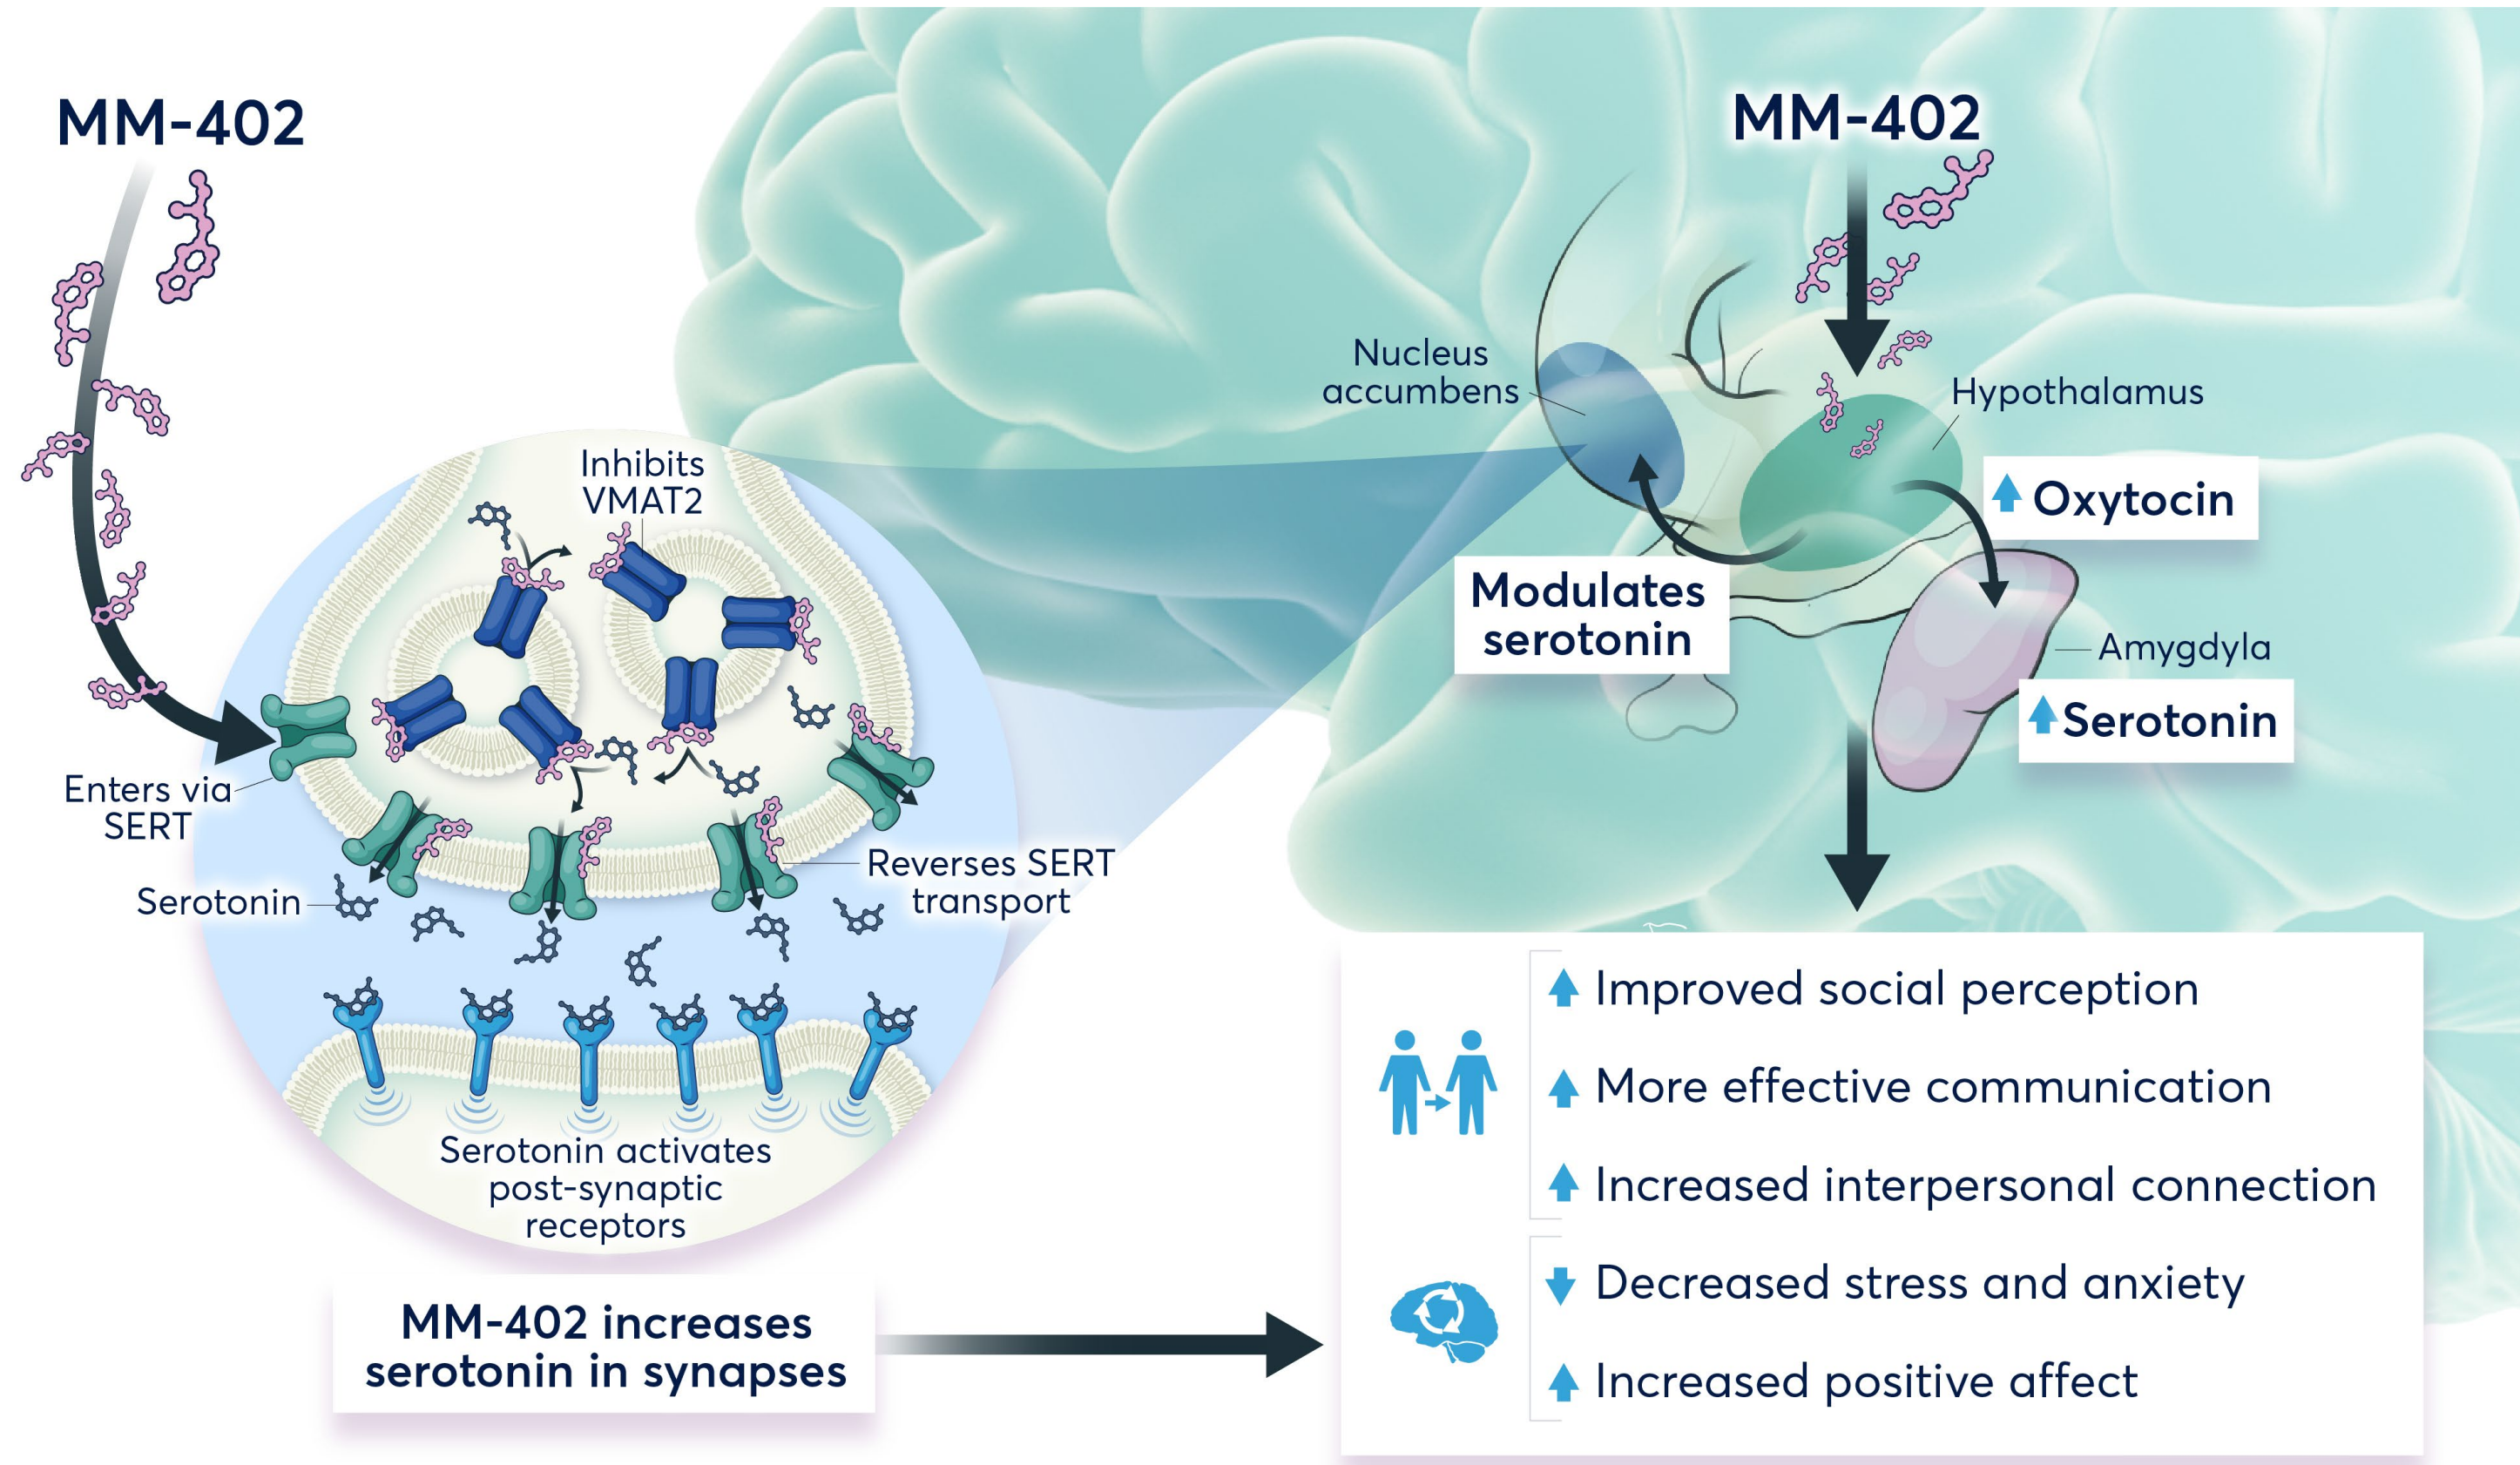 MM-402
Inhibits
VMAT2
Enters via
SERT
Serotonin
Reverses SERT
transport
Serotonin activates
post-synaptic
receptors
MM-402 increases
serotonin in synapses
MM-402
Nucleus
accumbens
Hypothalamus
Oxytocin
Modulates
serotonin
Amygdyla
Serotonin
Improved social perception
More effective communication
Increased interpersonal connection
Decreased stress and anxiety
Increased positive affect